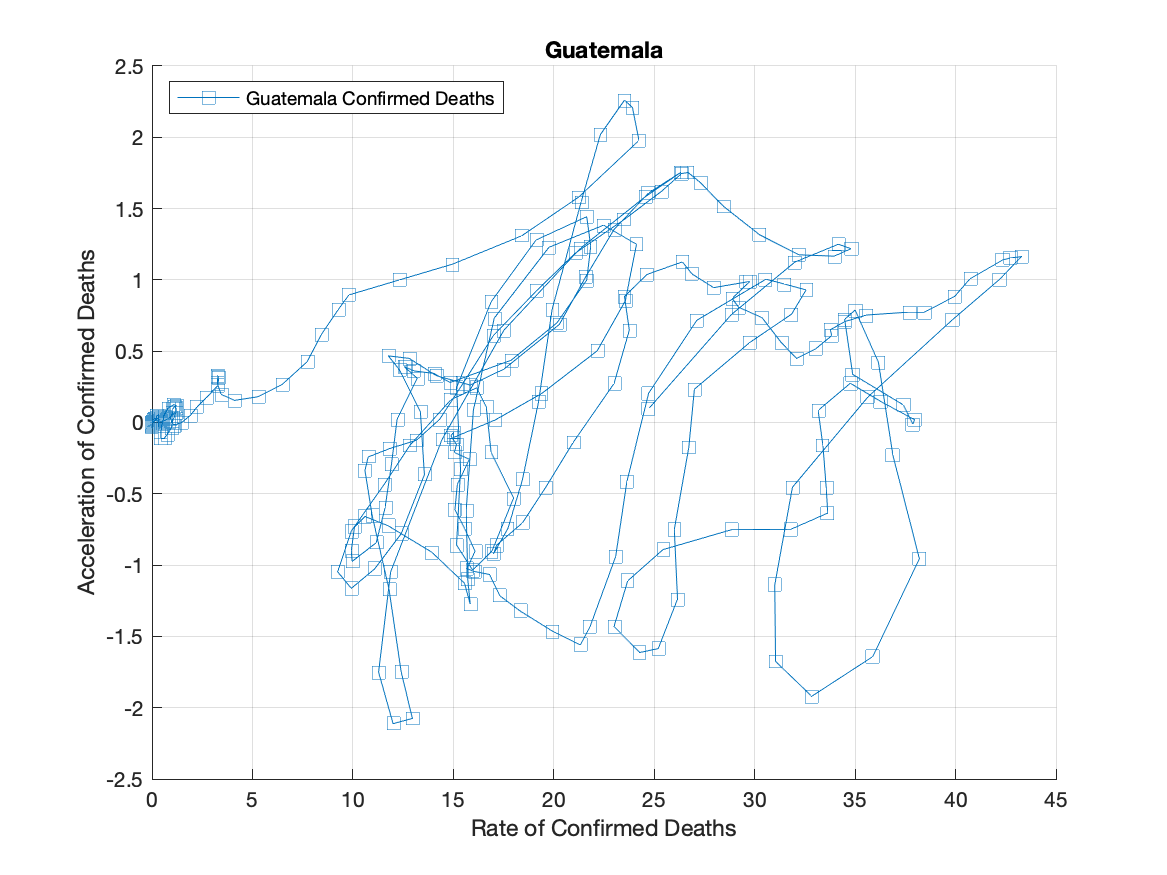 Guatemala
Guatemala Confirmed Deaths
Acceleration of Confirmed Deaths
2.5
2
1.5
1
0.5
0
-0.5
-1
-1.5
-2
-2.5
0 5 10 15 20 25 30 35 40 45
Rate of Confirmed Deaths